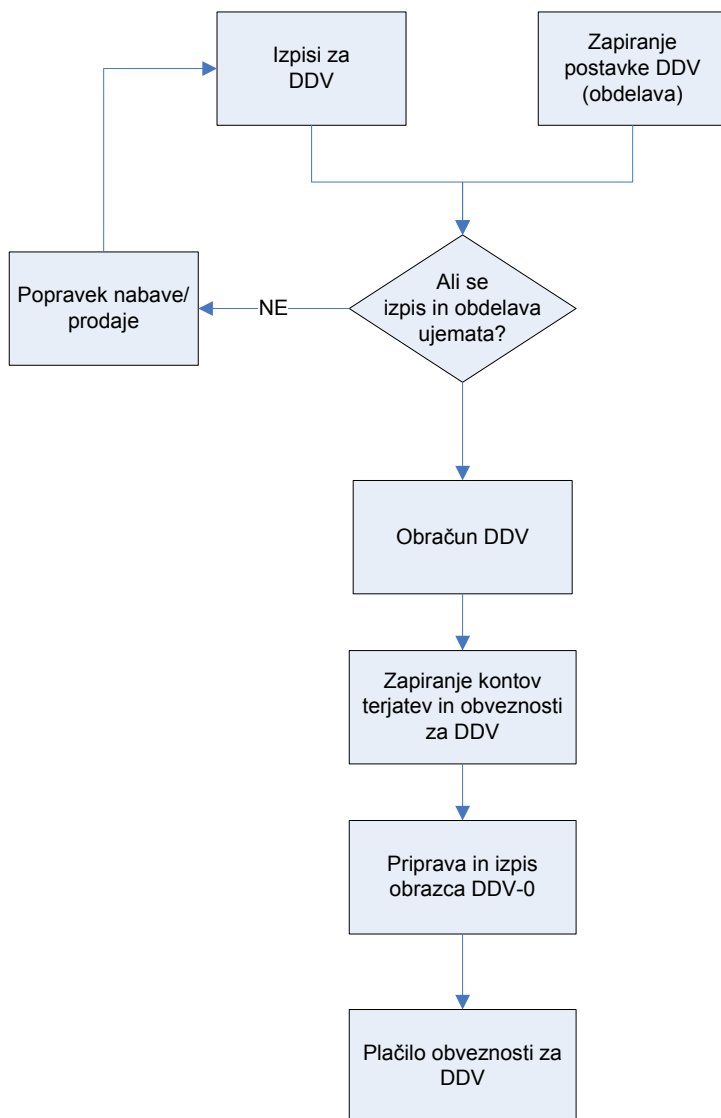 Izpisi za
DDV
Zapiranje
postavke DDV
(obdelava)
Popravek nabave/
prodaje
NE
Ali se
izpis in obdelava
ujemata?
Obračun DDV
Zapiranje kontov
terjatev in obveznosti
za DDV
Priprava in izpis
obrazca DDV-0
Plačilo obveznosti za
DDV